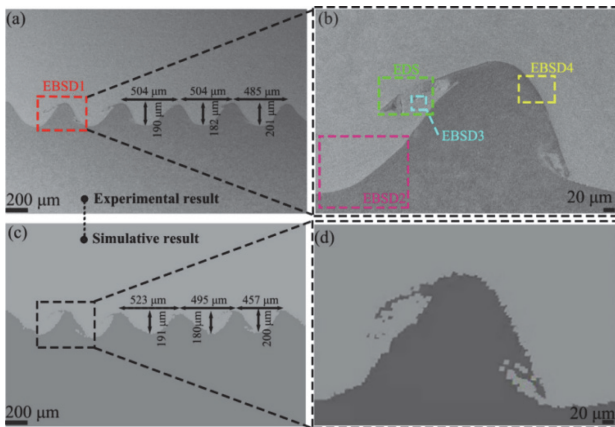 (a)
EBSD1
504 μm
504 μm
485 μm
190 μm
182 μm
201 μm
200 μm
Experimental result
(b)
EDS
EBSD4
EBSD3
EBSD2
20 μm
Simulative result
(c)
523 μm
495 μm
457 μm
191 μm
180 μm
200 μm
200 μm
(d)
20 μm